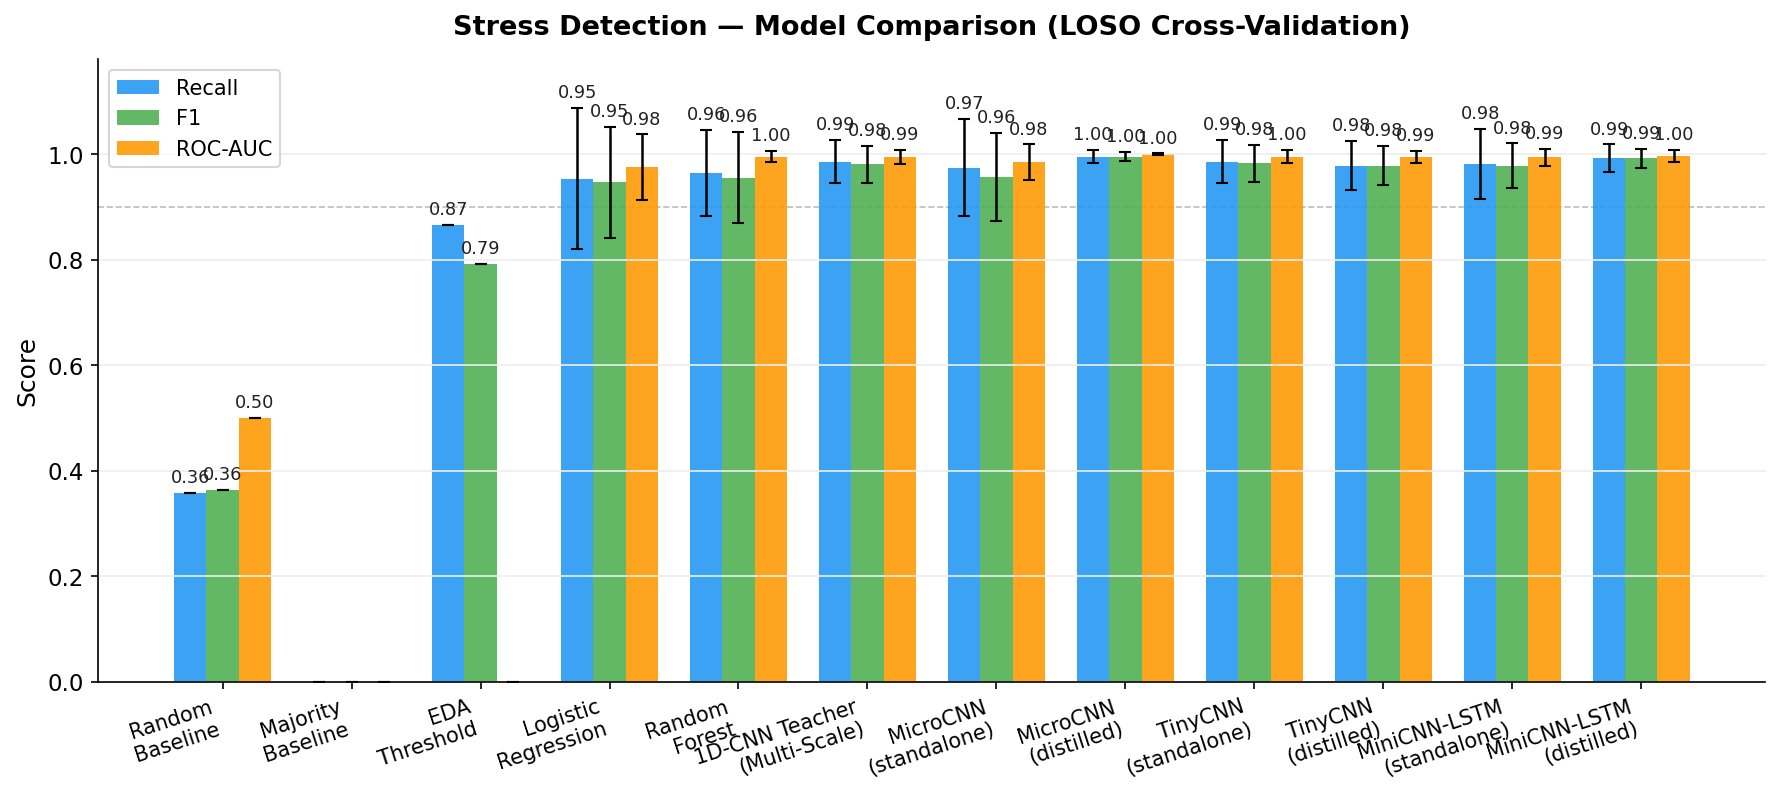 Stress Detection — Model Comparison (LOSO Cross-Validation)
Recall
F1
ROC-AUC
Score
1.0
0.8
0.6
0.4
0.2
0.0
0.36
0.36
0.50
0.87
0.79
0.95
0.95
0.98
0.96
0.96
1.00
0.99
0.98
0.99
0.97
0.96
0.98
1.00
1.00
1.00
0.99
0.98
1.00
0.98
0.98
0.99
0.98
0.98
0.99
0.99
0.99
1.00
Random
Baseline
Majority
Baseline
EDA
Threshold
Logistic
Regression
Random
Forest
1D-CNN Teacher
(Multi-Scale)
MicroCNN
(standalone)
MicroCNN
(distilled)
TinyCNN
(standalone)
TinyCNN
(distilled)
MiniCNN-LSTM
(standalone)
MiniCNN-LSTM
(distilled)